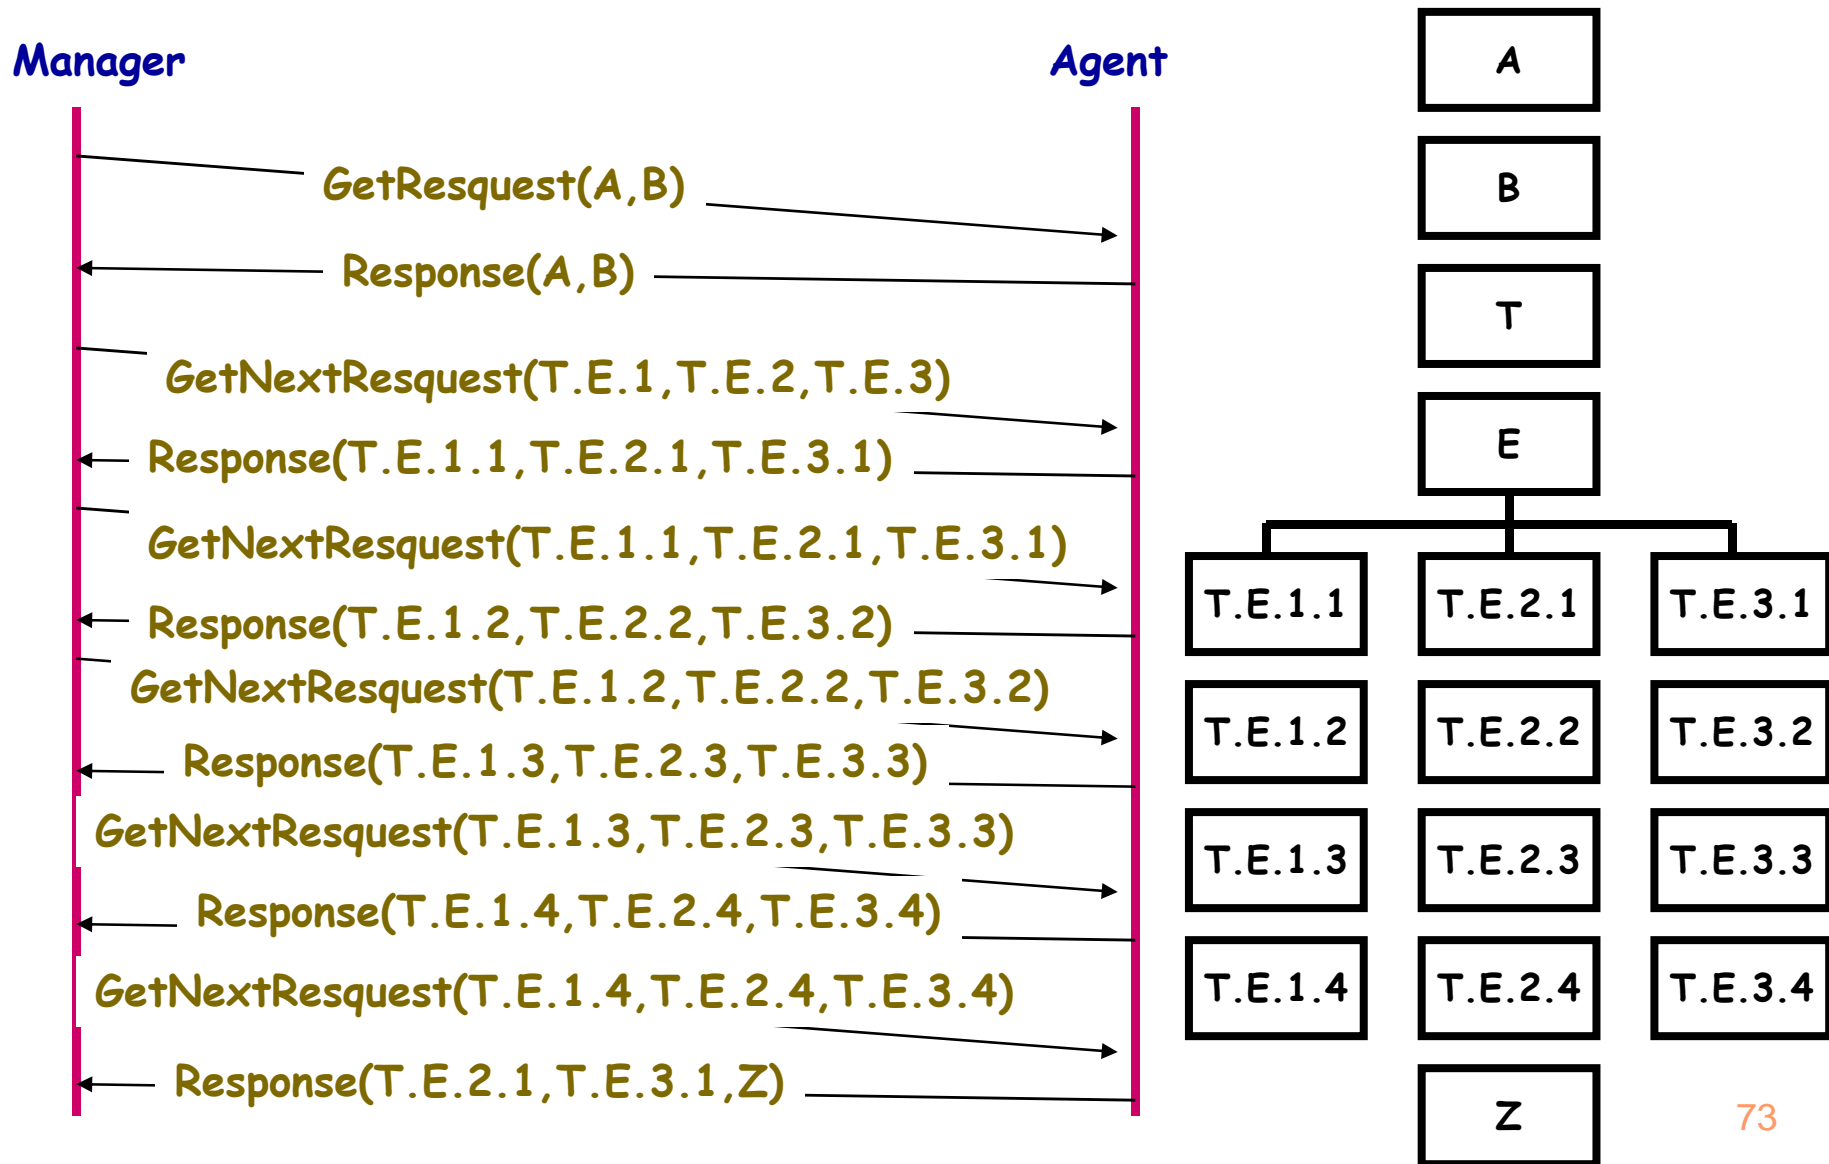 Manager
Agent
GetResquest(A,B)
Response(A,B)
GetNextResquest(T.E.1,T.E.2,T.E.3)
Response(T.E.1.1,T.E.2.1,T.E.3.1)
GetNextResquest(T.E.1.1,T.E.2.1,T.E.3.1)
Response(T.E.1.2,T.E.2.2,T.E.3.2)
GetNextResquest(T.E.1.2,T.E.2.2,T.E.3.2)
Response(T.E.1.3,T.E.2.3,T.E.3.3)
GetNextResquest(T.E.1.3,T.E.2.3,T.E.3.3)
Response(T.E.1.4,T.E.2.4,T.E.3.4)
GetNextResquest(T.E.1.4,T.E.2.4,T.E.3.4)
Response(T.E.2.1,T.E.3.1,Z)
A
B
T
E
T.E.1.1
T.E.2.1
T.E.3.1
T.E.1.2
T.E.2.2
T.E.3.2
T.E.1.3
T.E.2.3
T.E.3.3
T.E.1.4
T.E.2.4
T.E.3.4
Z
73